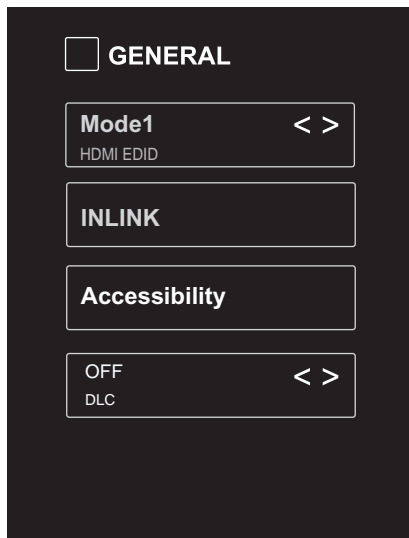 GENERAL
Mode1 < >
HDMI EDID
INLINK
Accessibility
OFF < >
DLC